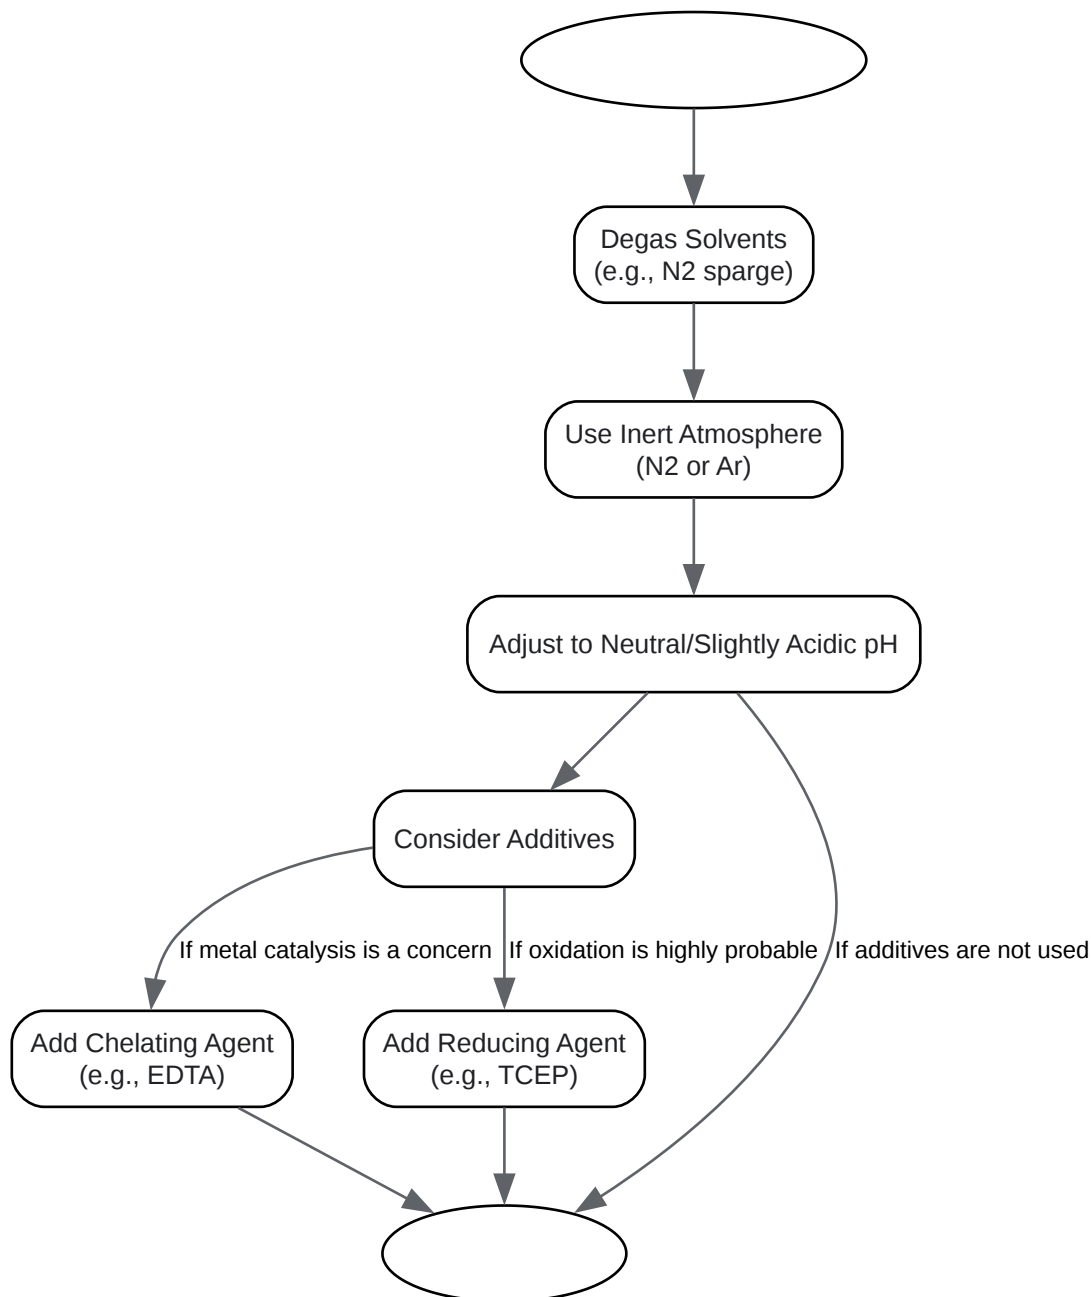 Degas Solvents
(e.g., N2 sparge)
Use Inert Atmosphere
(N2 or Ar)
Adjust to Neutral/Slightly Acidic pH
Consider Additives
If metal catalysis is a concern
If oxidation is highly probable
If additives are not used
Add Chelating Agent
(e.g., EDTA)
Add Reducing Agent
(e.g., TCEP)